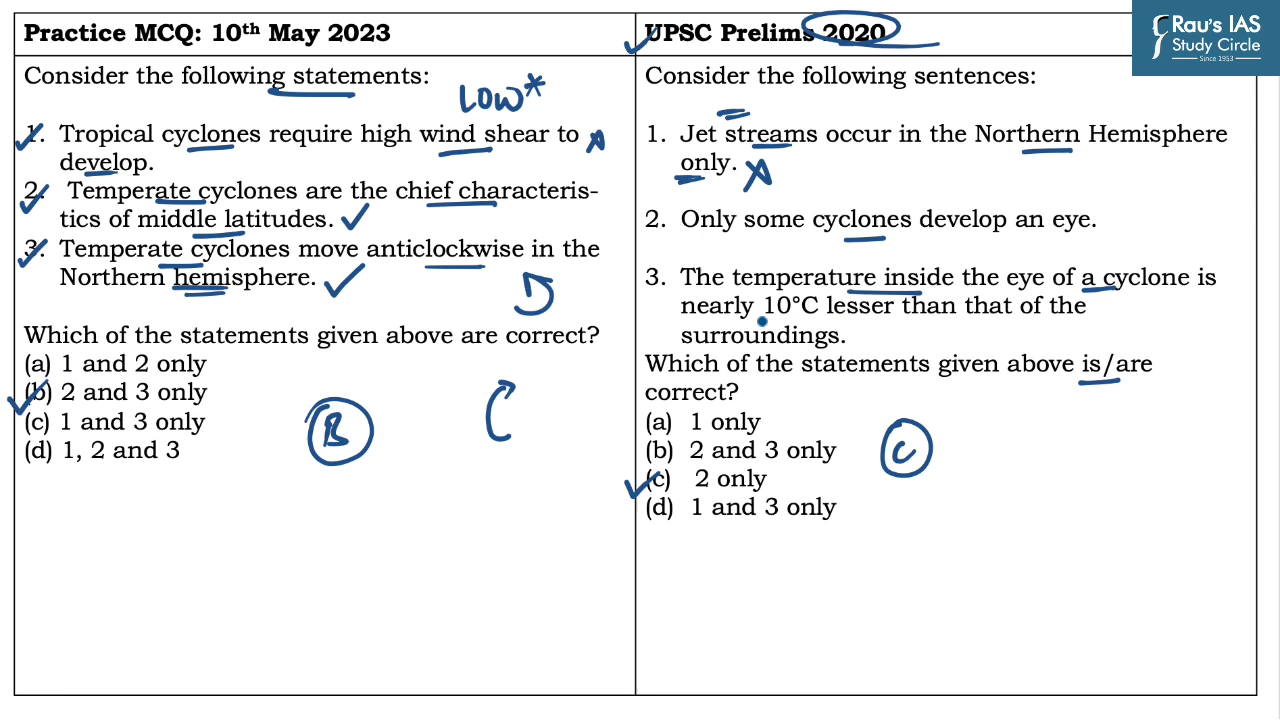 Practice MCQ: 10th May 2023
Consider the following statements:
LOW*
1. Tropical cyclones require high wind shear to
develop.
2. Temperate cyclones are the chief characteris-
tics of middle latitudes.
3. Temperate cyclones move anticlockwise in the
Northern hemisphere.
Which of the statements given above are correct?
(a) 1 and 2 only
(b) 2 and 3 only
(c) 1 and 3 only
(d) 1, 2 and 3
B
UPSC Prelims 2020
Rau's IAS
Study Circle
Since 1953
Consider the following sentences:
1. Jet streams occur in the Northern Hemisphere
only.
2. Only some cyclones develop an eye.
3. The temperature inside the eye of a cyclone is
nearly 10°C lesser than that of the
surroundings.
Which of the statements given above is/are
correct?
(a) 1 only
(b) 2 and 3 only
(c) 2 only
(d) 1 and 3 only
C